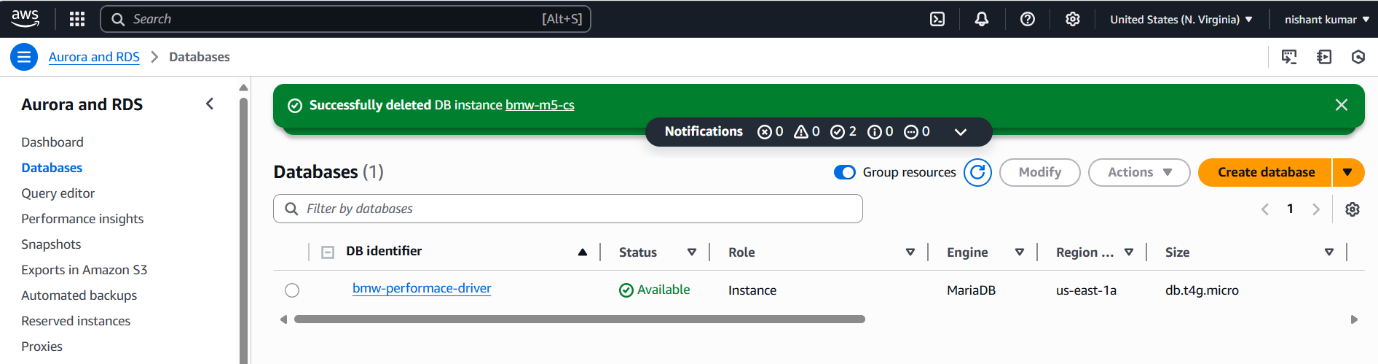 aws Search [Alt+S] United States (N. Virginia) nishant kumar
Aurora and RDS Databases
Aurora and RDS
Successfully deleted DB instance bmw-m5-cs
Notifications 0 0 2 0 0
Dashboard
Databases
Query editor
Performance insights
Snapshots
Exports in Amazon S3
Automated backups
Reserved instances
Proxies
Databases (1) Group resources Modify Actions Create database
Filter by databases 1
DB identifier Status Role Engine Region ... Size
bmw-performace-driver Available Instance MariaDB us-east-1a db.t4g.micro